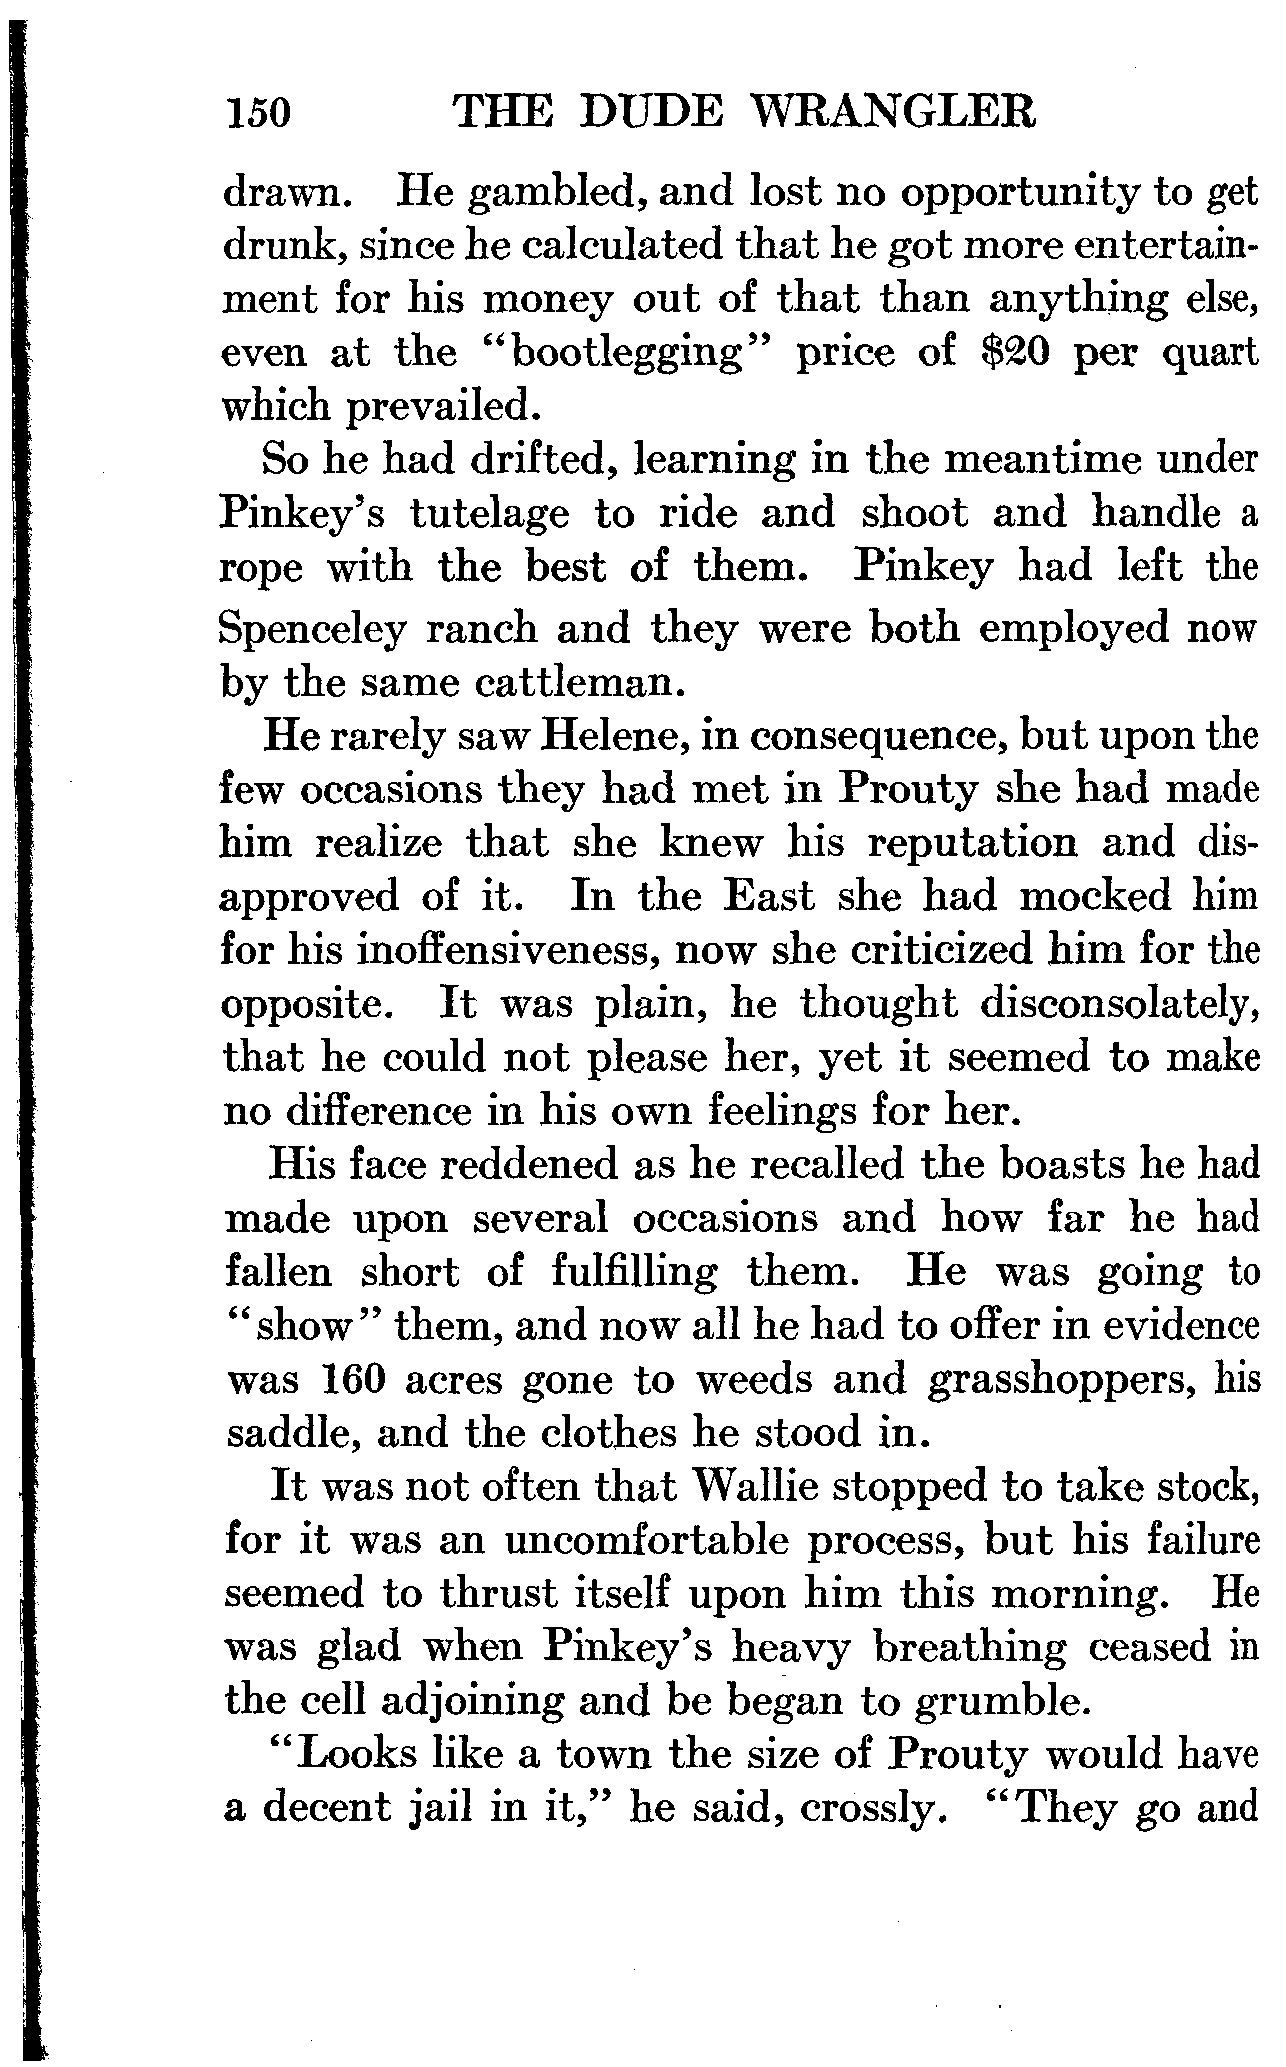 150 THE DUDE WRANGLER
drawn. He gambled, and lost no opportunity to get
drunk, since he calculated that he got more entertain-
ment for his money out of that than anything else,
even at the "bootlegging" price of $20 per quart
which prevailed.
So he had drifted, learning in the meantime under
Pinkey's tutelage to ride and shoot and handle a
rope with the best of them. Pinkey had left the
Spenceley ranch and they were both employed now
by the same cattleman.
He rarely saw Helene, in consequence, but upon the
few occasions they had met in Prouty she had made
him realize that she knew his reputation and dis-
approved of it. In the East she had mocked him
for his inoffensiveness, now she criticized him for the
opposite. It was plain, he thought disconsolately,
that he could not please her, yet it seemed to make
no difference in his own feelings for her.
His face reddened as he recalled the boasts he had
made upon several occasions and how far he had
fallen short of fulfilling them. He was going to
"show" them, and now all he had to offer in evidence
was 160 acres gone to weeds and grasshoppers, his
saddle, and the clothes he stood in.
It was not often that Wallie stopped to take stock,
for it was an uncomfortable process, but his failure
seemed to thrust itself upon him this morning. He
was glad when Pinkey's heavy breathing ceased in
the cell adjoining and be began to grumble.
"Looks like a town the size of Prouty would have
a decent jail in it," he said, crossly. "They go and